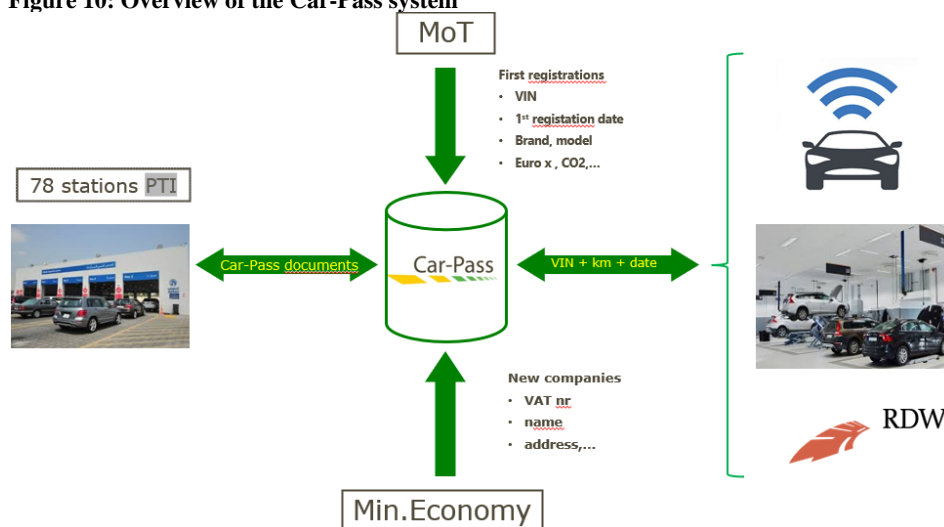 Figure 10: Overview of the Car-Pass system
MoT
First registrations
• VIN
• 1st registation date
• Brand, model
• Euro x , CO2,...
78 stations PTI
Car-Pass documents
Car-Pass
VIN + km + date
New companies
• VAT nr
• name
• address,...
RDW
Min.Economy